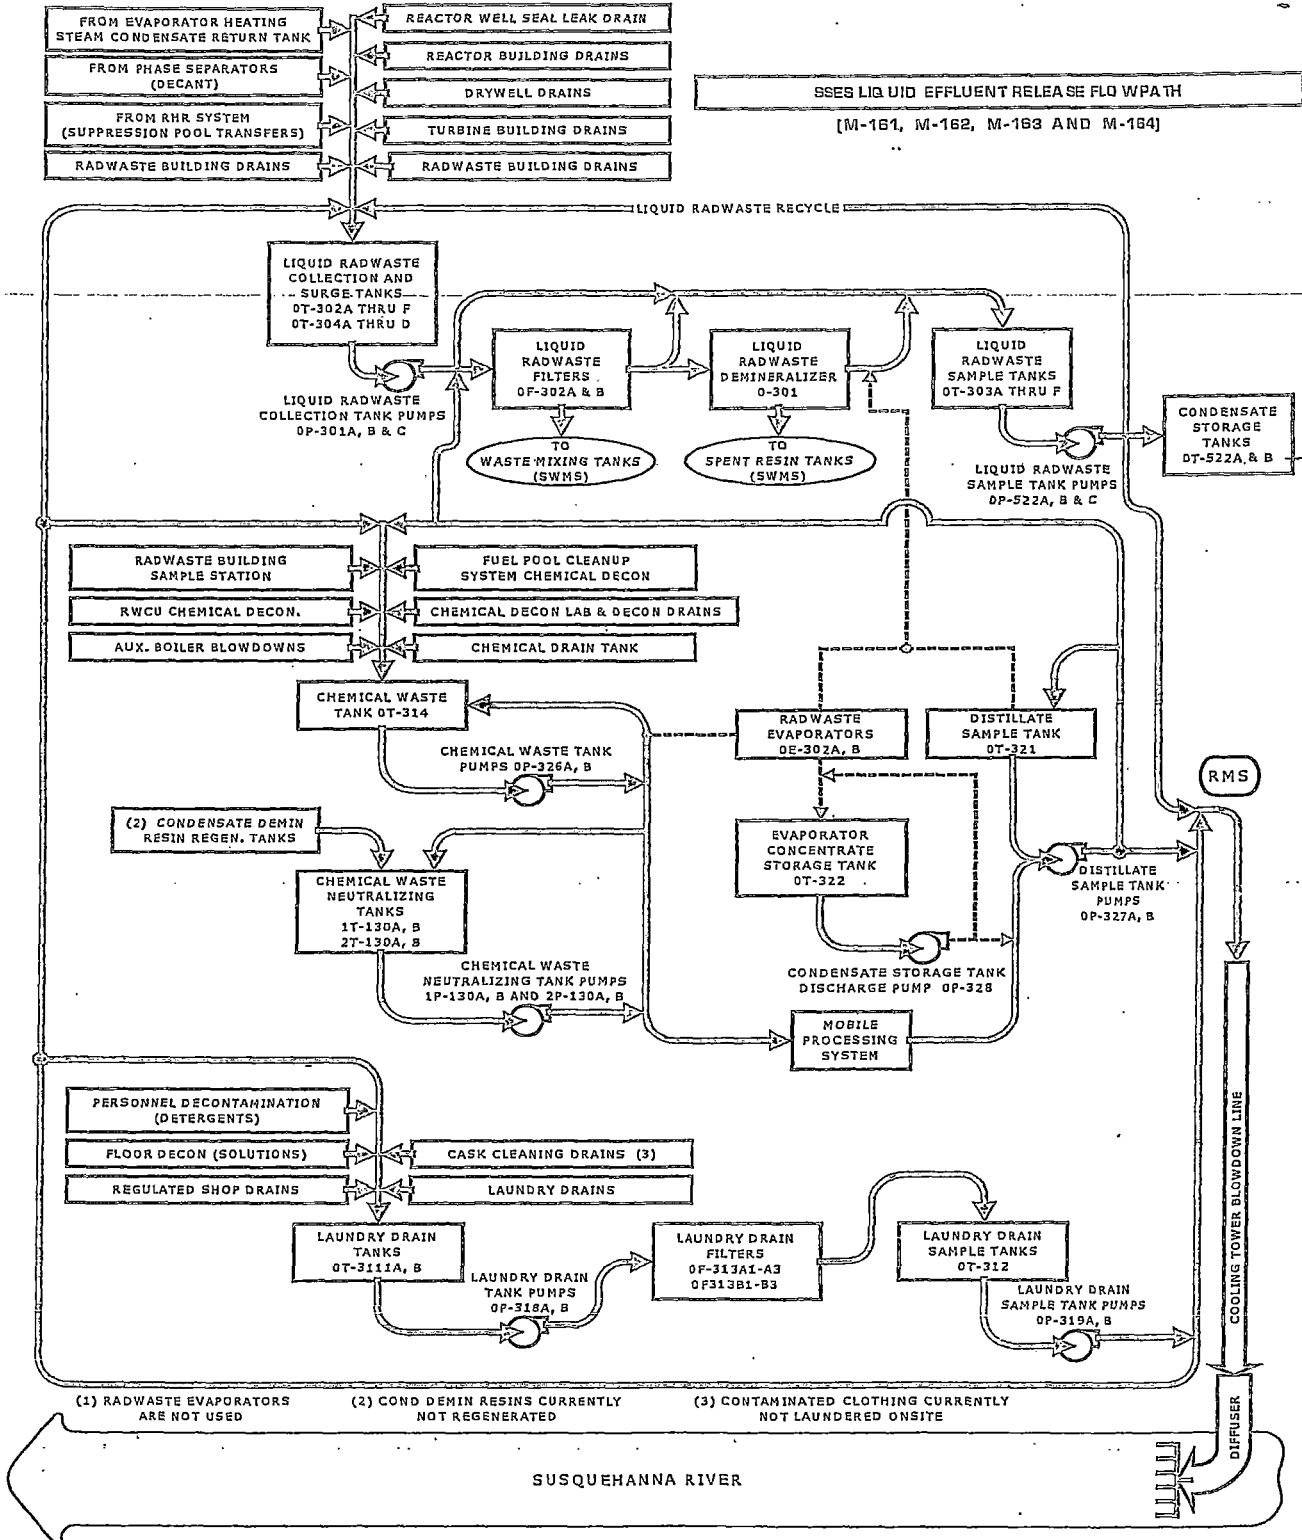 FROM EVAPORATOR HEATING
STEAM CONDENSATE RETURN TANK
FROM PHASE SEPARATORS
(DECANT)
FROM RHR SYSTEM
(SUPPRESSION POOL TRANSFERS)
RADWASTE BUILDING DRAINS
REACTOR WELL SEAL LEAK DRAIN
REACTOR BUILDING DRAINS
DRYWELL DRAINS
TURBINE BUILDING DRAINS
RADWASTE BUILDING DRAINS
SSES LIQUID EFFLUENT RELEASE FLOWPATH
[M-161, M-162, M-163 AND M-164]
LIQUID RADWASTE RECYCLE
LIQUID RADWASTE
COLLECTION AND
SURGE TANKS
0T-302A THRU F
0T-304A THRU D
LIQUID RADWASTE
COLLECTION TANK PUMPS
0P-301A, B & C
LIQUID
RADWASTE
FILTERS
0F-302A & B
TO
WASTE MIXING TANKS
(SWMS)
LIQUID
RADWASTE
DEMINERALIZER
0-301
TO
SPENT RESIN TANKS
(SWMS)
LIQUID
RADWASTE
SAMPLE TANKS
0T-303A THRU F
LIQUID RADWASTE
SAMPLE TANK PUMPS
0P-522A, B & C
CONDENSATE
STORAGE
TANKS
0T-522A & B
RADWASTE BUILDING
SAMPLE STATION
RWCU CHEMICAL DECON.
AUX. BOILER BLOWDOWNS
FUEL POOL CLEANUP
SYSTEM CHEMICAL DECON
CHEMICAL DECON LAB & DECON DRAINS
CHEMICAL DRAIN TANK
CHEMICAL WASTE
TANK 0T-314
CHEMICAL WASTE TANK
PUMPS 0P-326A, B
RADWASTE
EVAPORATORS
0E-302A, B
DISTILLATE
SAMPLE TANK
0T-321
RMS
(2) CONDENSATE DEMIN
RESIN REGEN. TANKS
CHEMICAL WASTE
NEUTRALIZING
TANKS
1T-130A, B
2T-130A, B
EVAPORATOR
CONCENTRATE
STORAGE TANK
0T-322
DISTILLATE
SAMPLE TANK
PUMPS
0P-327A, B
CHEMICAL WASTE
NEUTRALIZING TANK PUMPS
1P-130A, B AND 2P-130A, B
CONDENSATE STORAGE TANK
DISCHARGE PUMP 0P-328
MOBILE
PROCESSING
SYSTEM
PERSONNEL DECONTAMINATION
(DETERGENTS)
FLOOR DECON (SOLUTIONS)
REGULATED SHOP DRAINS
CASK CLEANING DRAINS (3)
LAUNDRY DRAINS
LAUNDRY DRAIN
TANKS
0T-3111A, B
LAUNDRY DRAIN
TANK PUMPS
0P-318A, B
LAUNDRY DRAIN
FILTERS
0F-313A1-A3
0F313B1-B3
LAUNDRY DRAIN
SAMPLE TANKS
0T-312
LAUNDRY DRAIN
SAMPLE TANK PUMPS
0P-319A, B
COOLING TOWER BLOWDOWN LINE
DIFFUSER
(1) RADWASTE EVAPORATORS
ARE NOT USED
(2) COND DEMIN RESINS CURRENTLY
NOT REGENERATED
(3) CONTAMINATED CLOTHING CURRENTLY
NOT LAUNDERED ONSITE
SUSQUEHANNA RIVER